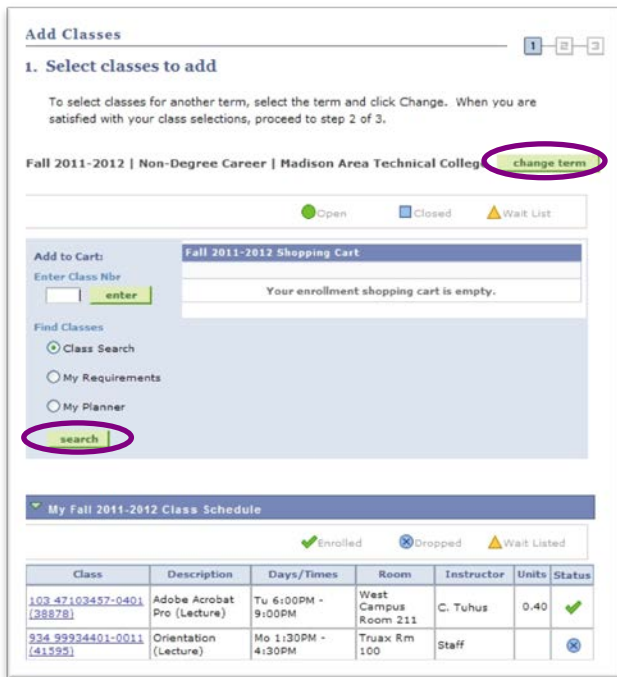 Add Classes
1 2 3
1. Select classes to add
To select classes for another term, select the term and click Change. When you are
satisfied with your class selections, proceed to step 2 of 3.
Fall 2011-2012 | Non-Degree Career | Madison Area Technical Colleg change term
Open Closed Wait List
Add to Cart:
Fall 2011-2012 Shopping Cart
Enter Class Nbr
enter
Your enrollment shopping cart is empty.
Find Classes
Class Search
My Requirements
My Planner
search
My Fall 2011-2012 Class Schedule
Enrolled Dropped Wait Listed
Class Description Days/Times Room Instructor Units Status
103 47103457-0401
(38878)
Adobe Acrobat
Pro (Lecture)
Tu 6:00PM -
9:00PM
West
Campus
Room 211
C. Tuhus
0.40
934 99934401-0011
(41595)
Orientation
(Lecture)
Mo 1:30PM -
4:30PM
Truax Rm
100
Staff